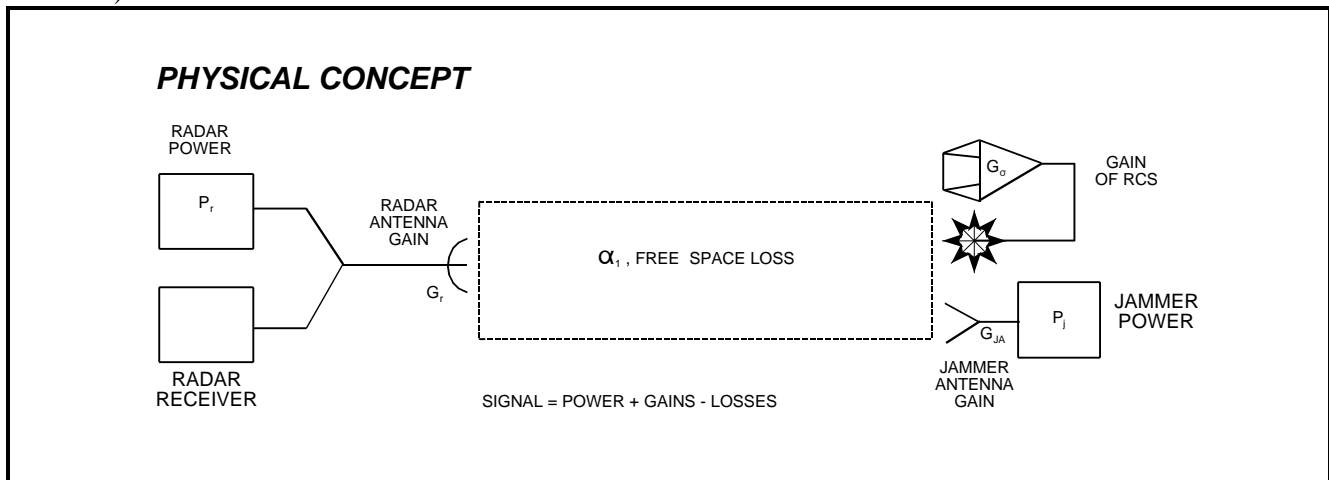 PHYSICAL CONCEPT
RADAR
POWER
Pr
RADAR
ANTENNA
GAIN
Gr
α1 , FREE SPACE LOSS
Gσ
GAIN
OF RCS
RADAR
RECEIVER
Pj
JAMMER
POWER
GJA
JAMMER
ANTENNA
GAIN
SIGNAL = POWER + GAINS - LOSSES